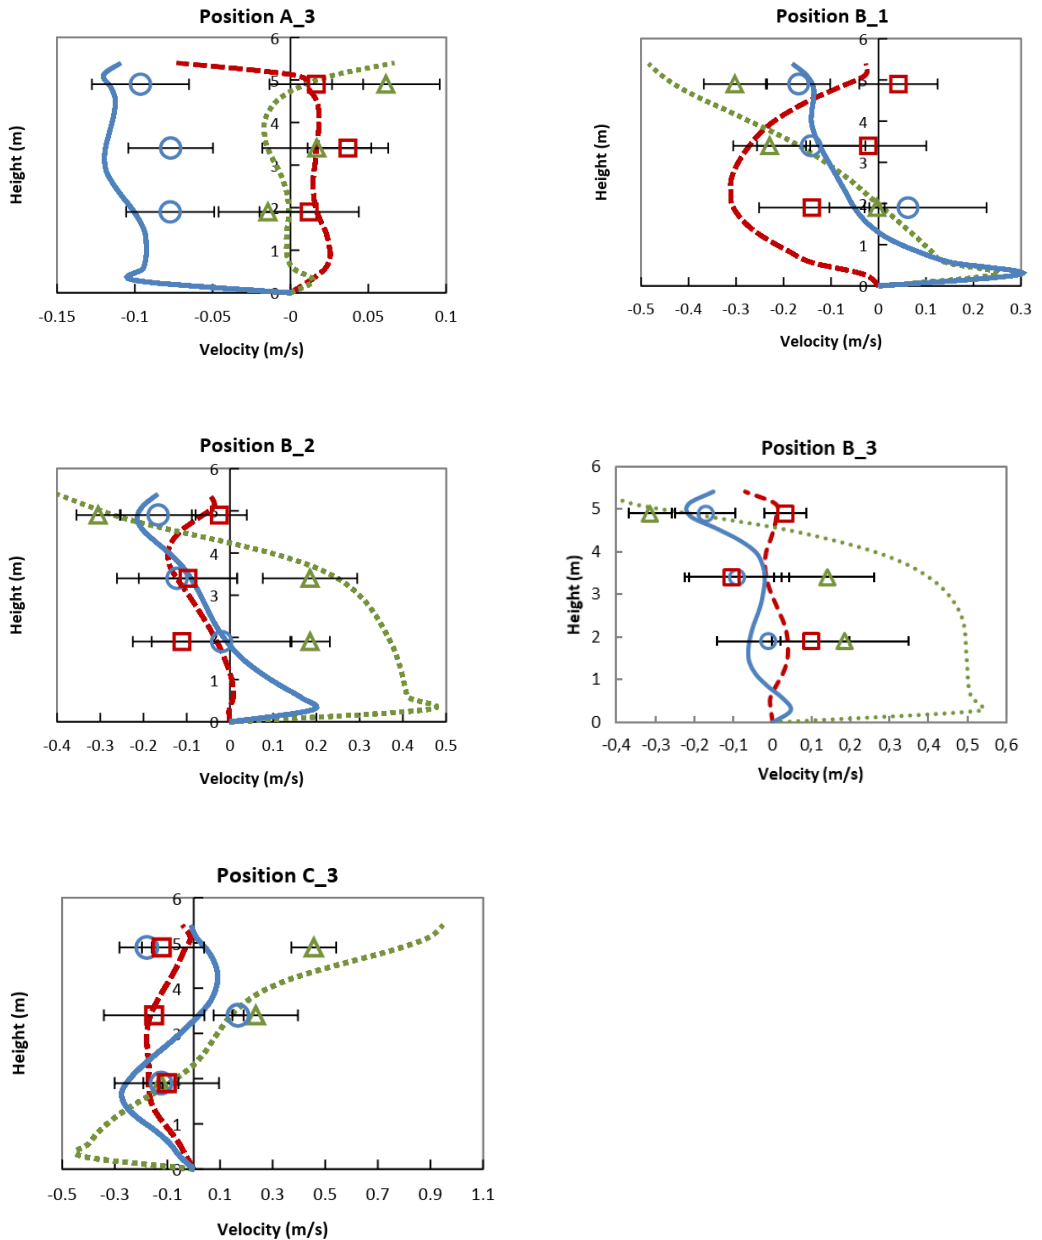 Position A_3
6
5
4
3
2
1
0
Height (m)
-0.15 -0.1 -0.05 -0 0.05 0.1
Velocity (m/s)
Position B_1
6
5
4
3
2
1
0
Height (m)
-0.5 -0.4 -0.3 -0.2 -0.1 0 0.1 0.2 0.3
Velocity (m/s)
Position B_2
6
5
4
3
2
1
0
Height (m)
-0.4 -0.3 -0.2 -0.1 0 0.1 0.2 0.3 0.4 0.5
Velocity (m/s)
Position B_3
6
5
4
3
2
1
0
Height (m)
-0,4 -0,3 -0,2 -0,1 0 0,1 0,2 0,3 0,4 0,5 0,6
Velocity (m/s)
Position C_3
6
5
4
3
1
0
Height (m)
-0.5 -0.3 -0.1 0.1 0.3 0.5 0.7 0.9 1.1
Velocity (m/s)